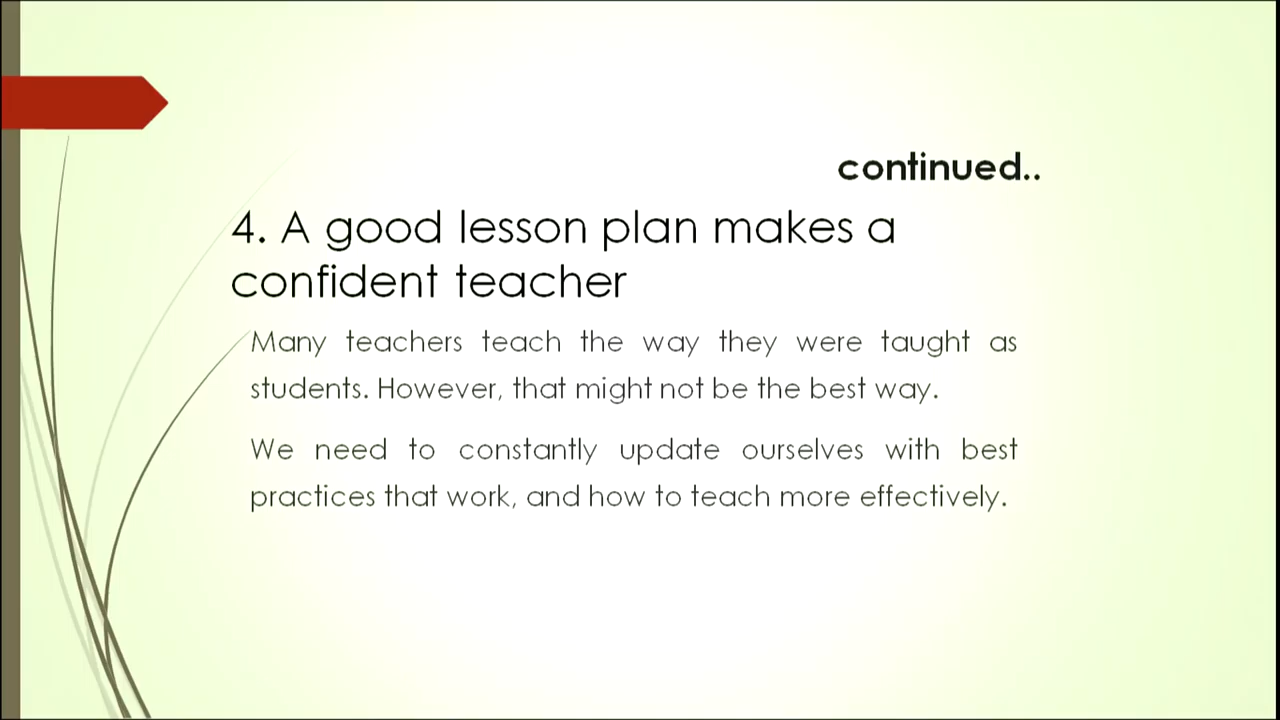 continued..
4. A good lesson plan makes a
confident teacher
Many teachers teach the way they were taught as
students. However, that might not be the best way.
We need to constantly update ourselves with best
practices that work, and how to teach more effectively.